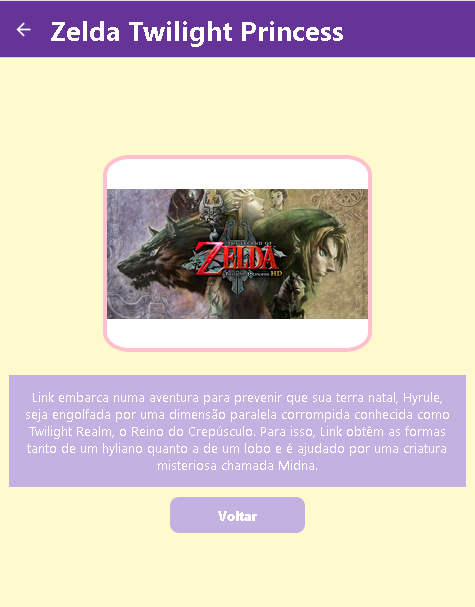 Zelda Twilight Princess
THE LEGEND OF
ZELDA
Twilight Princess HD
Link embarca numa aventura para prevenir que sua terra natal, Hyrule,
seja engolfada por uma dimensão paralela corrompida conhecida como
Twilight Realm, o Reino do Crepúsculo. Para isso, Link obtêm as formas
tanto de um hyliano quanto a de um lobo e é ajudado por uma criatura
misteriosa chamada Midna.
Voltar